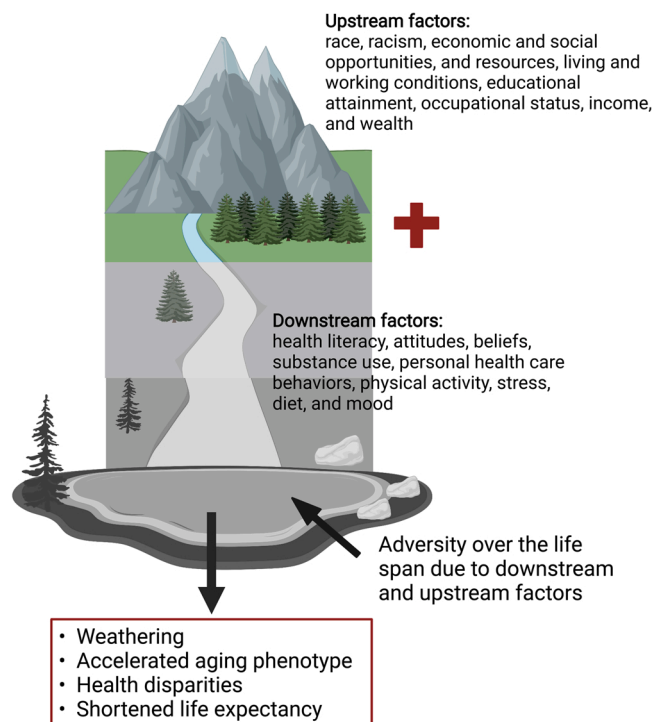 Upstream factors:
race, racism, economic and social
opportunities, and resources, living and
working conditions, educational
attainment, occupational status, income,
and wealth
Downstream factors:
health literacy, attitudes, beliefs,
substance use, personal health care
behaviors, physical activity, stress,
diet, and mood
Adversity over the life
span due to downstream
and upstream factors
• Weathering
• Accelerated aging phenotype
• Health disparities
• Shortened life expectancy